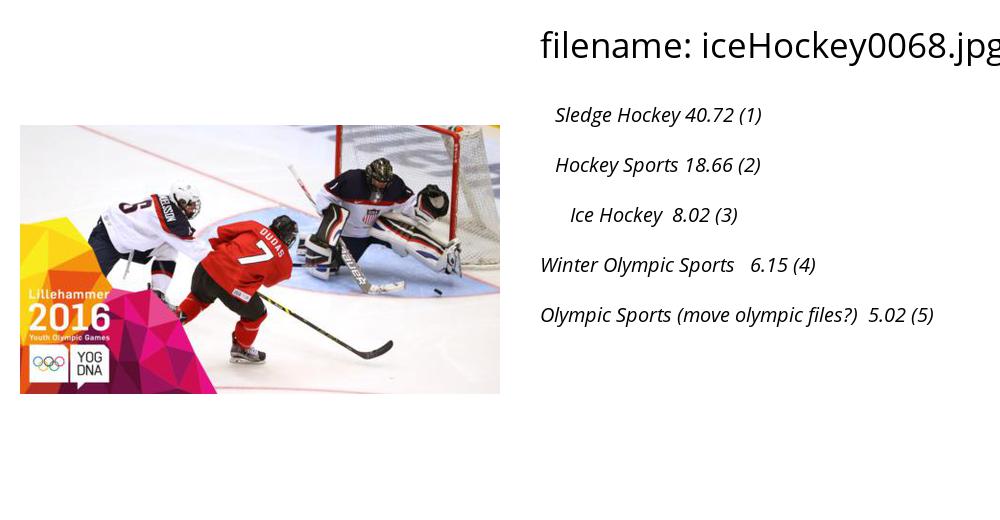 filename: iceHockey0068.jpg
Sledge Hockey 40.72 (1)
Hockey Sports 18.66 (2)
Ice Hockey 8.02 (3)
Winter Olympic Sports 6.15 (4)
Olympic Sports (move olympic files?) 5.02 (5)
DUDÁS
7
6
Lillehammer
2016
Youth Olympic Games
YOG
DNA